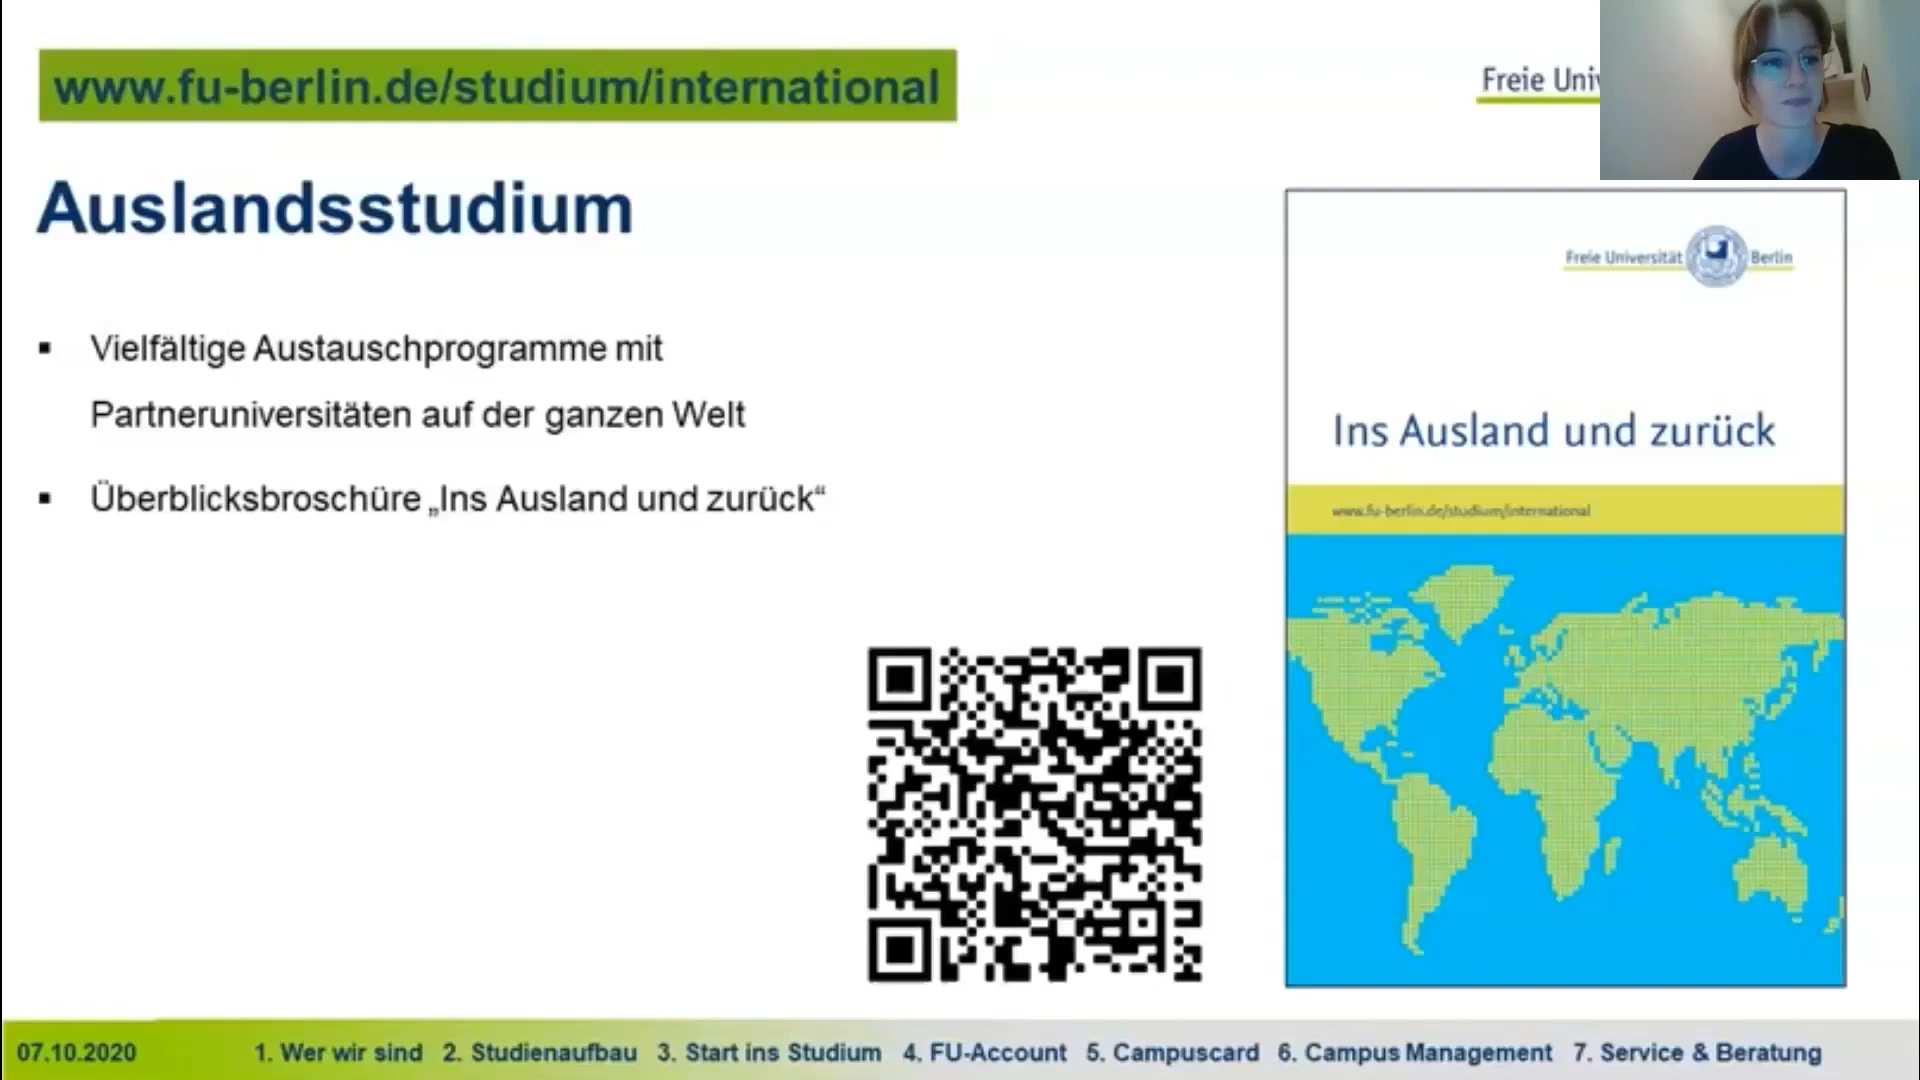 www.fu-berlin.de/studium/international
Freie
Auslandsstudium
▪ Vielfältige Austauschprogramme mit
Partneruniversitäten auf der ganzen Welt
▪ Überblicksbroschüre „Ins Ausland und zurück“
Freie Universität Berlin
Ins Ausland und zurück
www.fu-berlin.de/studium/international
07.10.2020 1. Wer wir sind 2. Studienaufbau 3. Start ins Studium 4. FU-Account 5. Campuscard 6. Campus Management 7. Service & Beratung